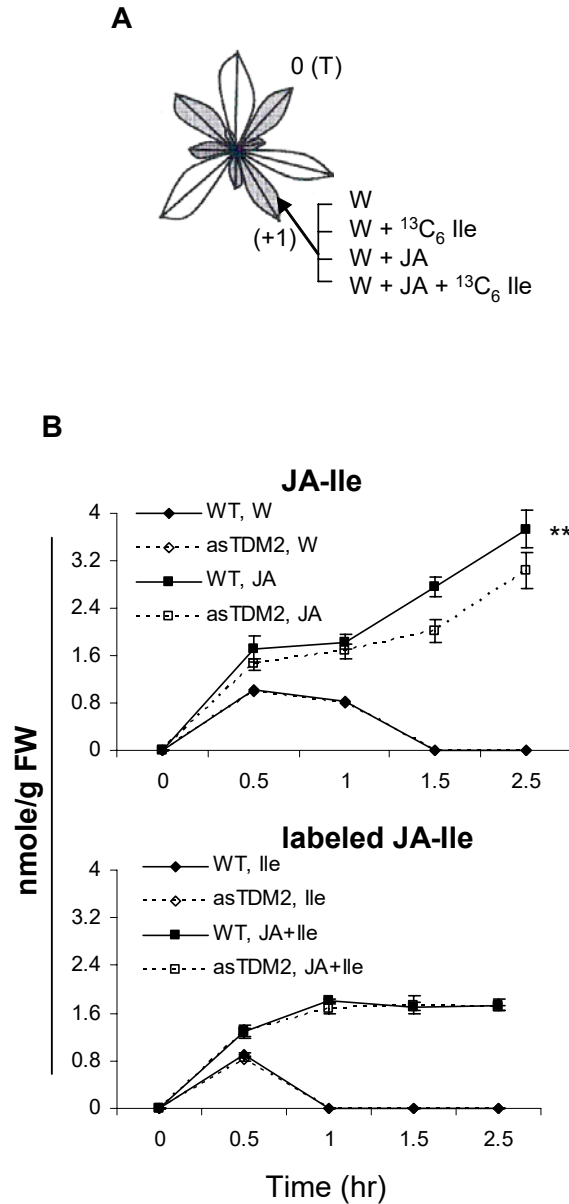 A
0 (T)
(+1)
W
W + ¹³C₆ Ile
W + JA
W + JA + ¹³C₆ Ile
B
JA-Ile
WT, W
asTDM2, W
WT, JA
asTDM2, JA
**
4
3.2
2.4
1.6
0.8
0
0 0.5 1 1.5 2.5
nmole/g FW
labeled JA-Ile
WT, Ile
asTDM2, Ile
WT, JA+Ile
asTDM2, JA+Ile
4
3.2
2.4
1.6
0.8
0
0 0.5 1 1.5 2.5
Time (hr)